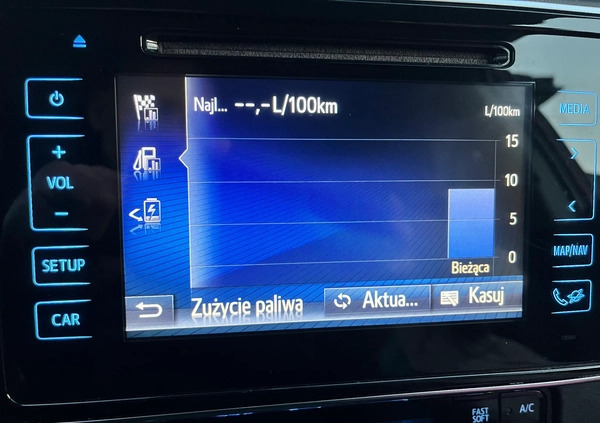 VOL
SETUP
CAR
Najl... --,- L/100km
L/100km
15
10
5
0
Bieżąca
Zużycie paliwa
Aktua...
Kasuj
MEDIA
MAP/NAV
FAST
SOFT
A/C